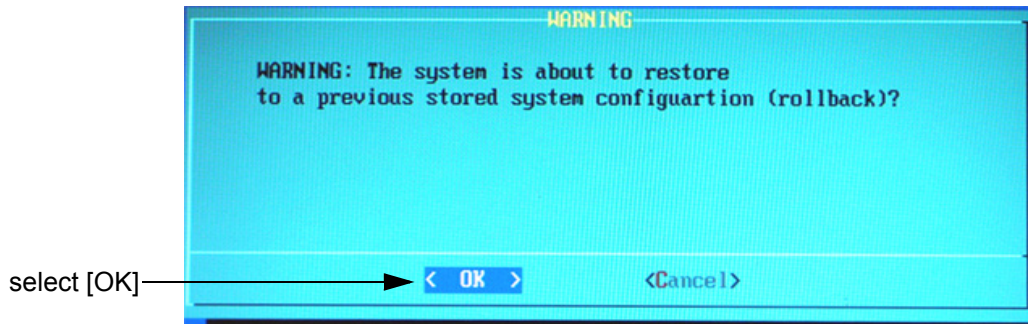 WARNING
WARNING: The system is about to restore
to a previous stored system configuartion (rollback)?
select [OK]
< OK > <Cancel>